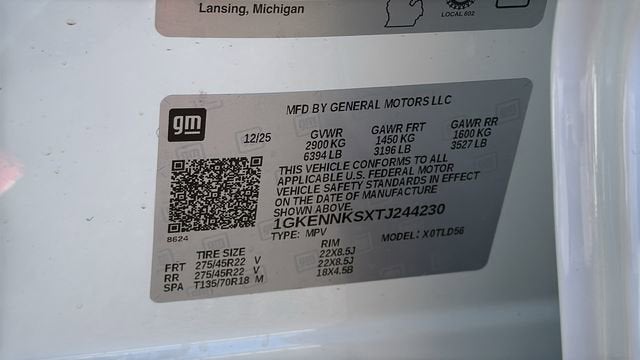 Lansing, Michigan
LOCAL 602
gm
MFD BY GENERAL MOTORS LLC
12/25
GVWR GAWR FRT GAWR RR
2900 KG 1450 KG 1600 KG
6394 LB 3196 LB 3527 LB
THIS VEHICLE CONFORMS TO ALL
APPLICABLE U.S. FEDERAL MOTOR
VEHICLE SAFETY STANDARDS IN EFFECT
ON THE DATE OF MANUFACTURE
SHOWN ABOVE.
8624
1GKENNKSXTJ244230
TYPE: MPV MODEL: X0TLD56
TIRE SIZE RIM
FRT 275/45R22 V 22X8.5J
RR 275/45R22 V 22X8.5J
SPA T135/70R18 M 18X4.5B